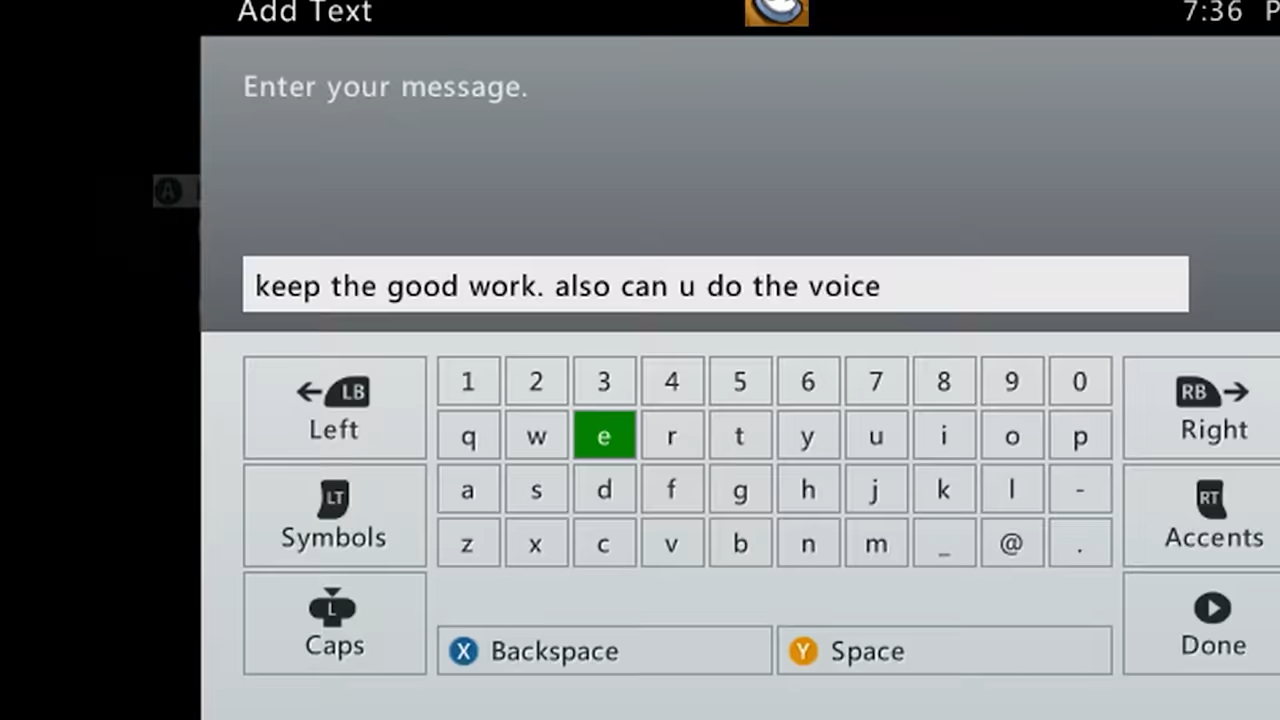 Add Text
7:36 P
Enter your message.
A
keep the good work. also can u do the voice
LB
Left
1 2 3 4 5 6 7 8 9 0
RB
Right
q w e r t y u i o p
LT
Symbols
a s d f g h j k l -
RT
Accents
z x c v b n m _ @ .
L
Caps
X Backspace
Y Space
Done